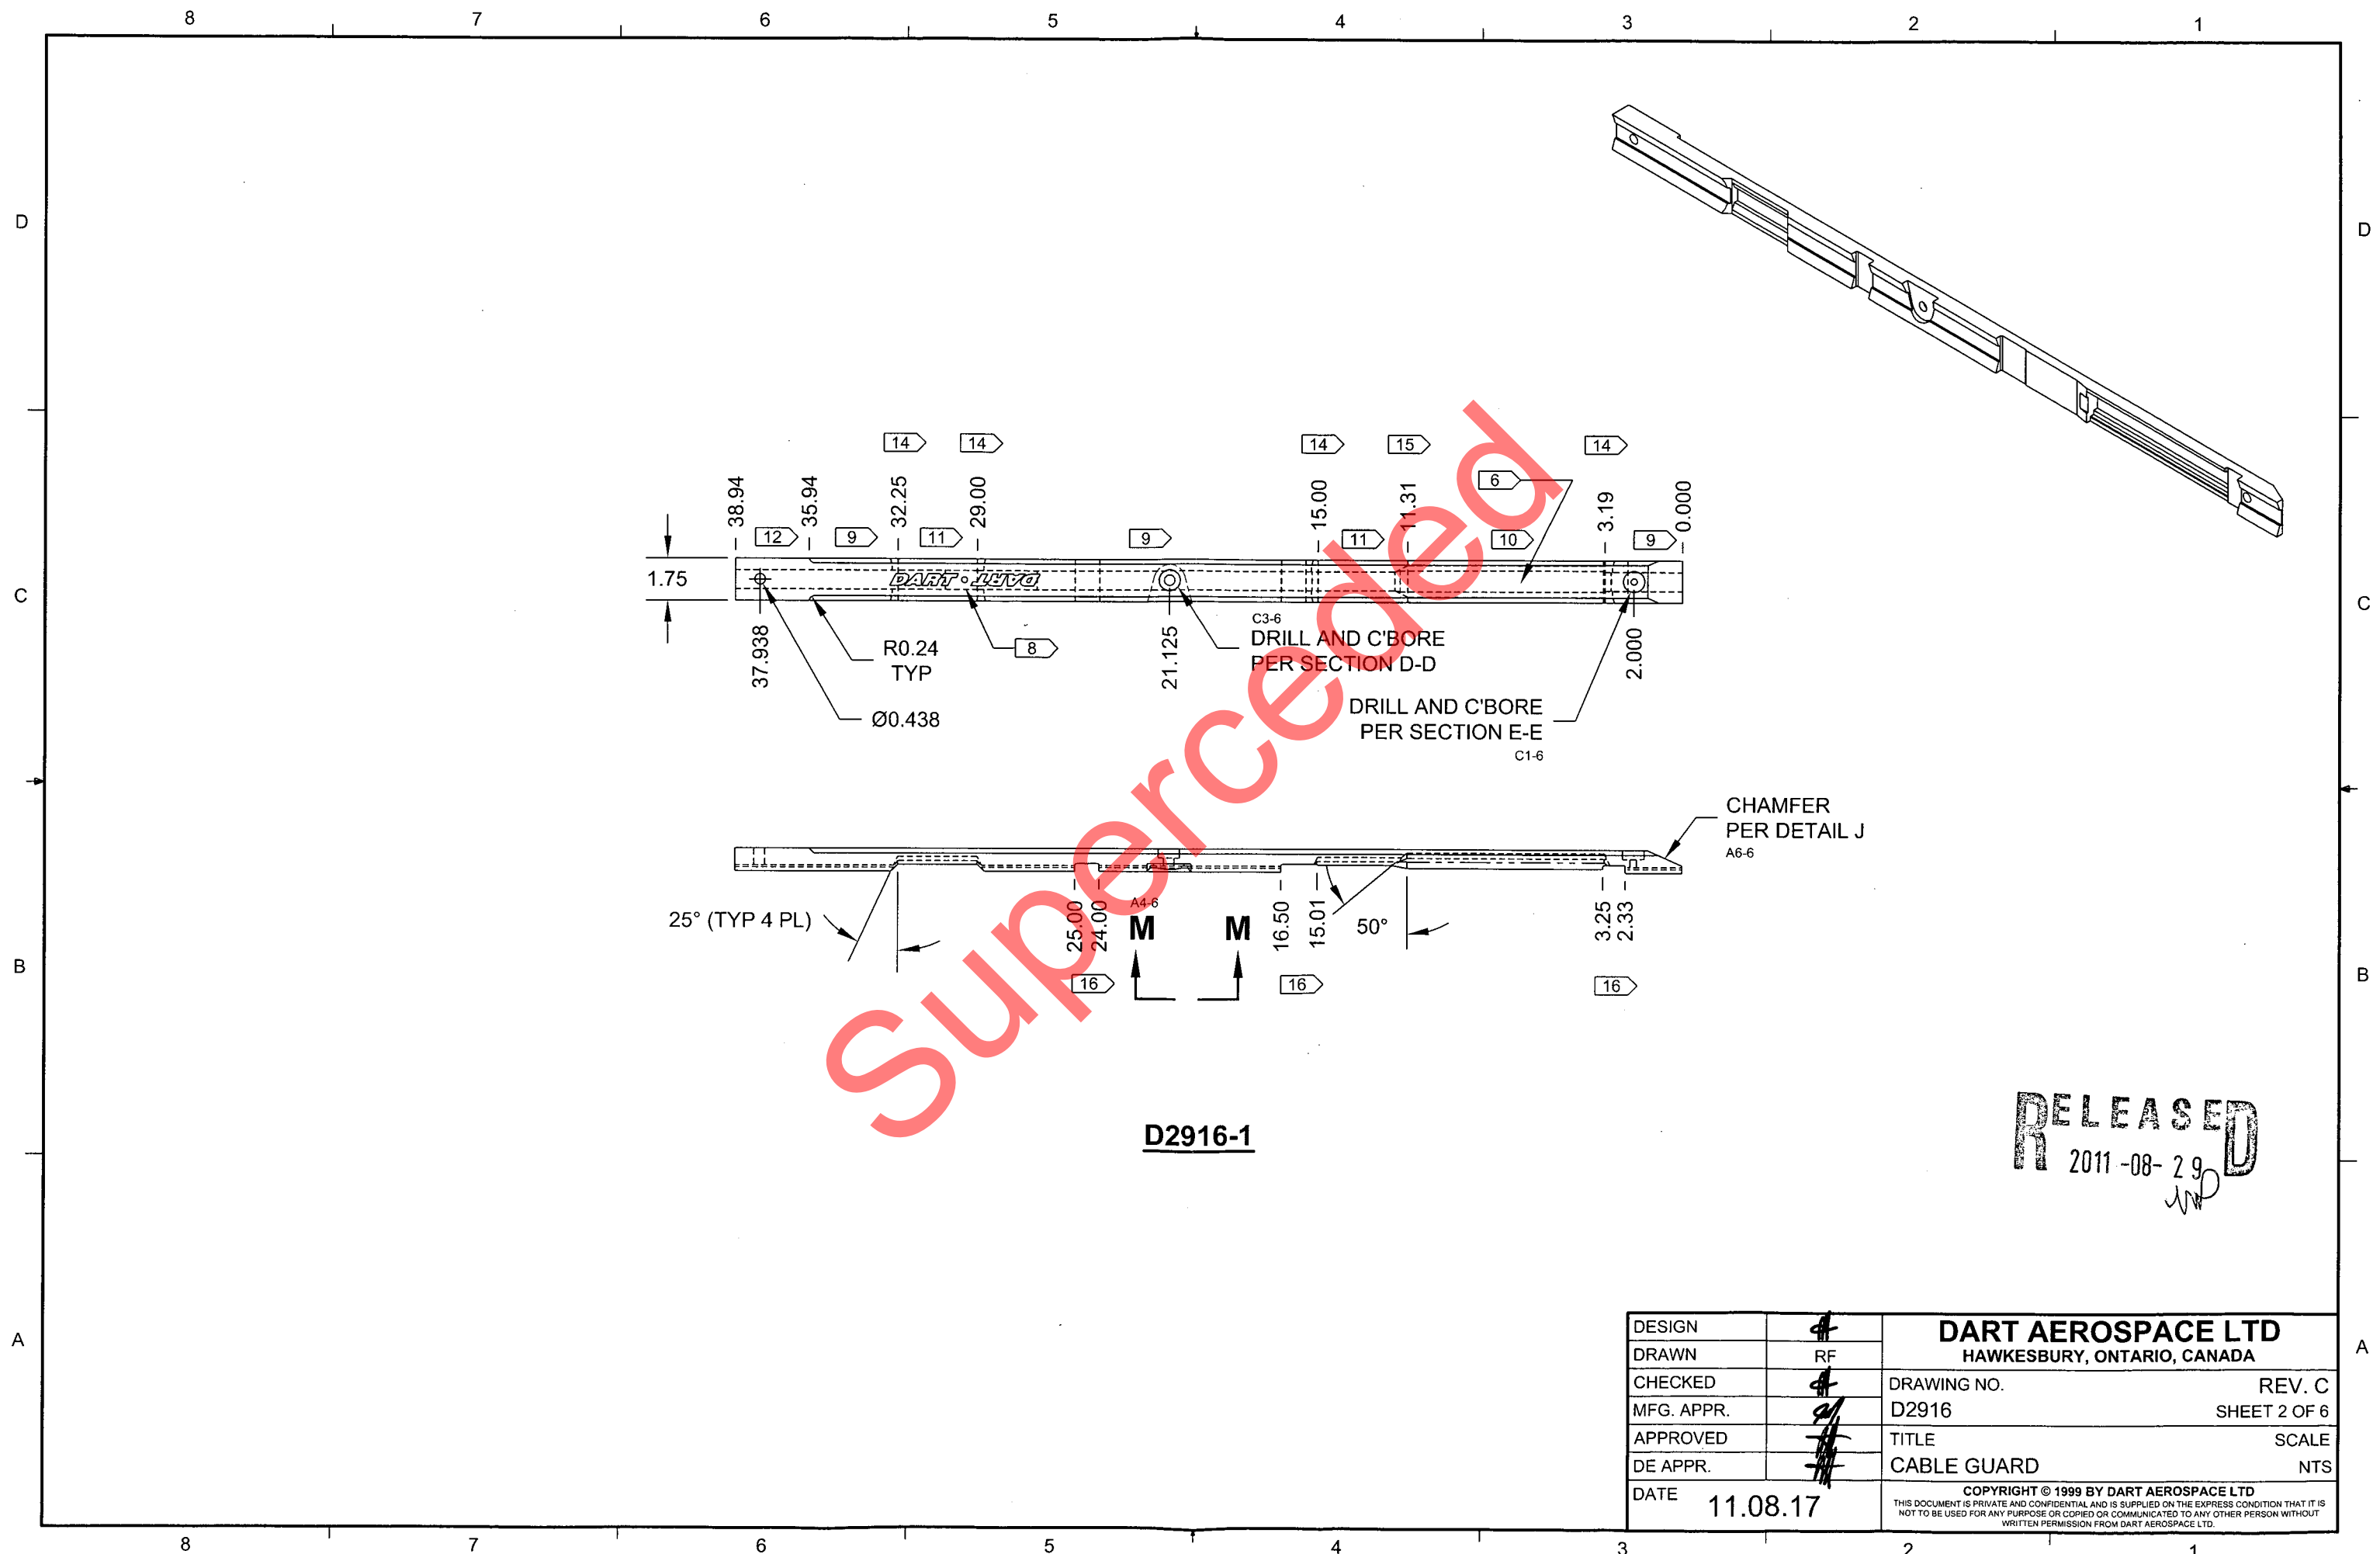 8 7 6 5 4 3 2 1
D D
14 14 14 15 14
6
38.94 35.94 32.25 29.00 15.00 11.31 3.19 0.000
12 9 11 9 11 10 9
1.75
DART • DART
C C
37.938
R0.24
TYP
8
21.125
C3-6
DRILL AND C'BORE
PER SECTION D-D
2.000
Ø0.438
DRILL AND C'BORE
PER SECTION E-E
C1-6
CHAMFER
PER DETAIL J
A6-6
25° (TYP 4 PL)
25.00 24.00
A4-6
M M
16.50 15.01
50°
3.25 2.33
B B
16 16 16
Superceded
D2916-1
RELEASED
2011-08-29
A A
DESIGN
DRAWN RF
CHECKED
MFG. APPR.
APPROVED
DE APPR.
DATE 11.08.17
DART AEROSPACE LTD
HAWKESBURY, ONTARIO, CANADA
DRAWING NO. REV. C
D2916 SHEET 2 OF 6
TITLE SCALE
CABLE GUARD NTS
COPYRIGHT © 1999 BY DART AEROSPACE LTD
THIS DOCUMENT IS PRIVATE AND CONFIDENTIAL AND IS SUPPLIED ON THE EXPRESS CONDITION THAT IT IS
NOT TO BE USED FOR ANY PURPOSE OR COPIED OR COMMUNICATED TO ANY OTHER PERSON WITHOUT
WRITTEN PERMISSION FROM DART AEROSPACE LTD.
8 7 6 5 4 3 2 1